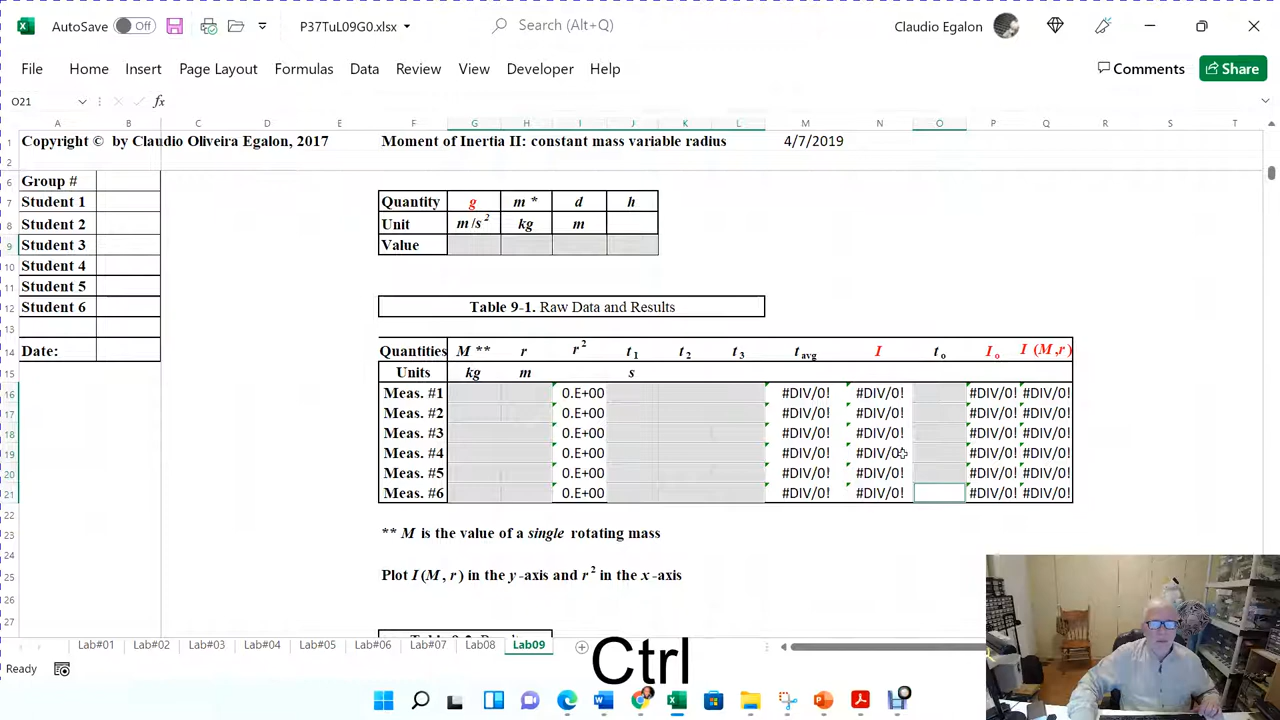 AutoSave Off P37TuL09G0.xlsx Search (Alt+Q) Claudio Egalon
File Home Insert Page Layout Formulas Data Review View Developer Help Comments Share
O21 fx
A B C D E F G H I J K L M N O P Q R S T
1 Copyright © by Claudio Oliveira Egalon, 2017 Moment of Inertia II: constant mass variable radius 4/7/2019
2
6 Group #
7 Student 1 Quantity g m * d h
8 Student 2 Unit m/s² kg m
9 Student 3 Value
10 Student 4
11 Student 5
12 Student 6 Table 9-1. Raw Data and Results
13
14 Date: Quantities M ** r r² t₁ t₂ t₃ tavg I to Io I (M,r)
15 Units kg m s
16 Meas. #1 0.E+00 #DIV/0! #DIV/0! #DIV/0! #DIV/0!
17 Meas. #2 0.E+00 #DIV/0! #DIV/0! #DIV/0! #DIV/0!
18 Meas. #3 0.E+00 #DIV/0! #DIV/0! #DIV/0! #DIV/0!
19 Meas. #4 0.E+00 #DIV/0! #DIV/0! #DIV/0! #DIV/0!
20 Meas. #5 0.E+00 #DIV/0! #DIV/0! #DIV/0! #DIV/0!
21 Meas. #6 0.E+00 #DIV/0! #DIV/0! #DIV/0! #DIV/0!
22
23 ** M is the value of a single rotating mass
24
25 Plot I (M, r) in the y-axis and r² in the x-axis
26
27
Lab#01 Lab#02 Lab#03 Lab#04 Lab#05 Lab#06 Lab#07 Lab08 Lab09
Ctrl
Ready